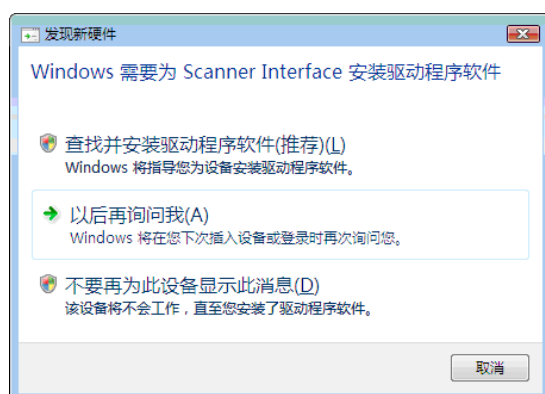 发现新硬件
Windows 需要为 Scanner Interface 安装驱动程序软件
查找并安装驱动程序软件(推荐)(L)
Windows 将指导您为设备安装驱动程序软件。
以后再询问我(A)
Windows 将在您下次插入设备或登录时再次询问您。
不要再为此设备显示此消息(D)
该设备将不会工作，直至您安装了驱动程序软件。
取消